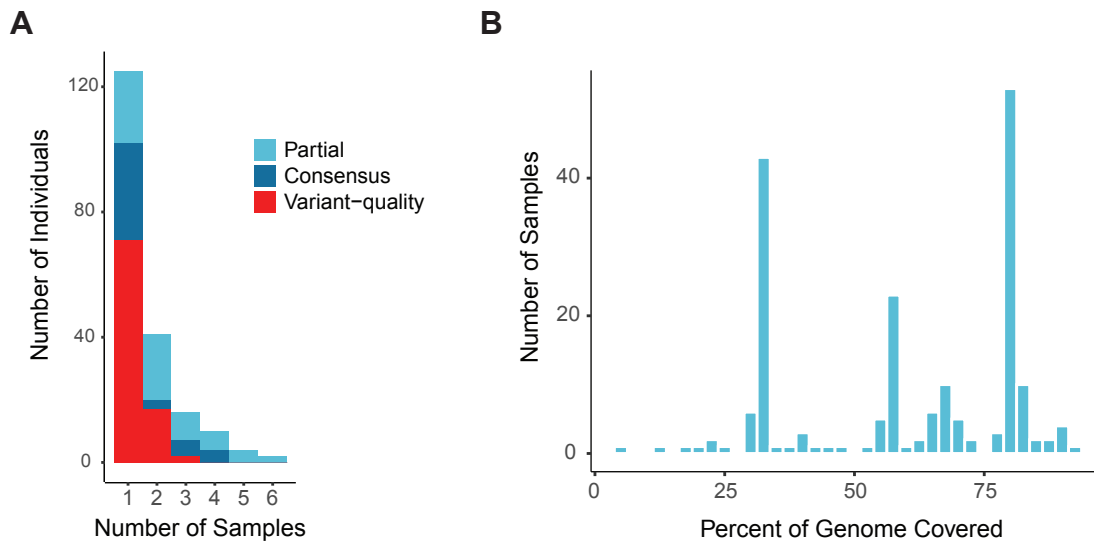 A
B
Number of Individuals
120
80
40
0
Partial
Consensus
Variant−quality
1 2 3 4 5 6
Number of Samples
Number of Samples
40
20
0
0 25 50 75
Percent of Genome Covered